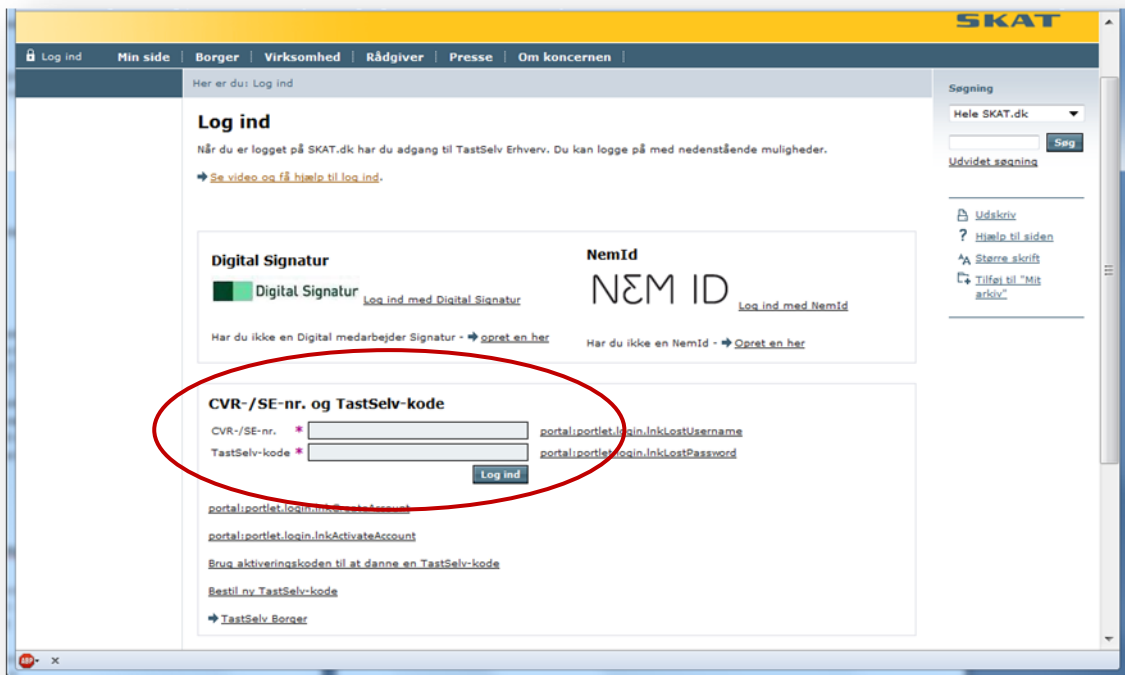 SKAT
Log ind Min side Borger Virksomhed Rådgiver Presse Om koncernen
Her er du: Log ind
Log ind
Når du er logget på SKAT.dk har du adgang til TastSelv Erhverv. Du kan logge på med nedenstående muligheder.
Se video og få hjælp til log ind.
Digital Signatur
Digital Signatur Log ind med Digital Signatur
Har du ikke en Digital medarbejder Signatur - opret en her
NemId
NEM ID Log ind med NemId
Har du ikke en NemId - Opret en her
CVR-/SE-nr. og TastSelv-kode
CVR-/SE-nr. * portal:portlet.login.lnkLostUsername
TastSelv-kode * portal:portlet.login.lnkLostPassword
Log ind
portal:portlet.login.lnkCreateAccount
portal:portlet.login.lnkActivateAccount
Brug aktiveringskoden til at danne en TastSelv-kode
Bestil ny TastSelv-kode
TastSelv Borger
Søgning
Hele SKAT.dk
Søg
Udvidet søgning
Udskriv
? Hjælp til siden
AA Større skrift
Tilføj til "Mit
arkiv"
ABP x